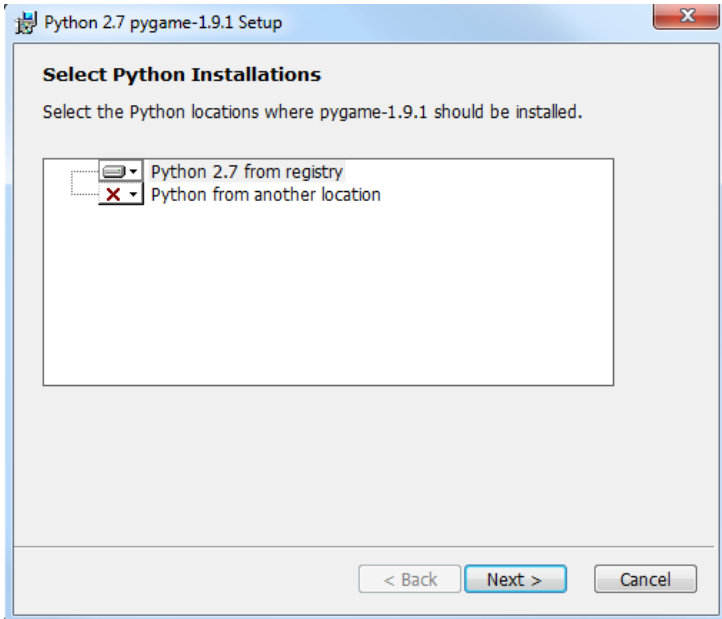 Python 2.7 pygame-1.9.1 Setup
Select Python Installations
Select the Python locations where pygame-1.9.1 should be installed.
Python 2.7 from registry
Python from another location
< Back Next > Cancel